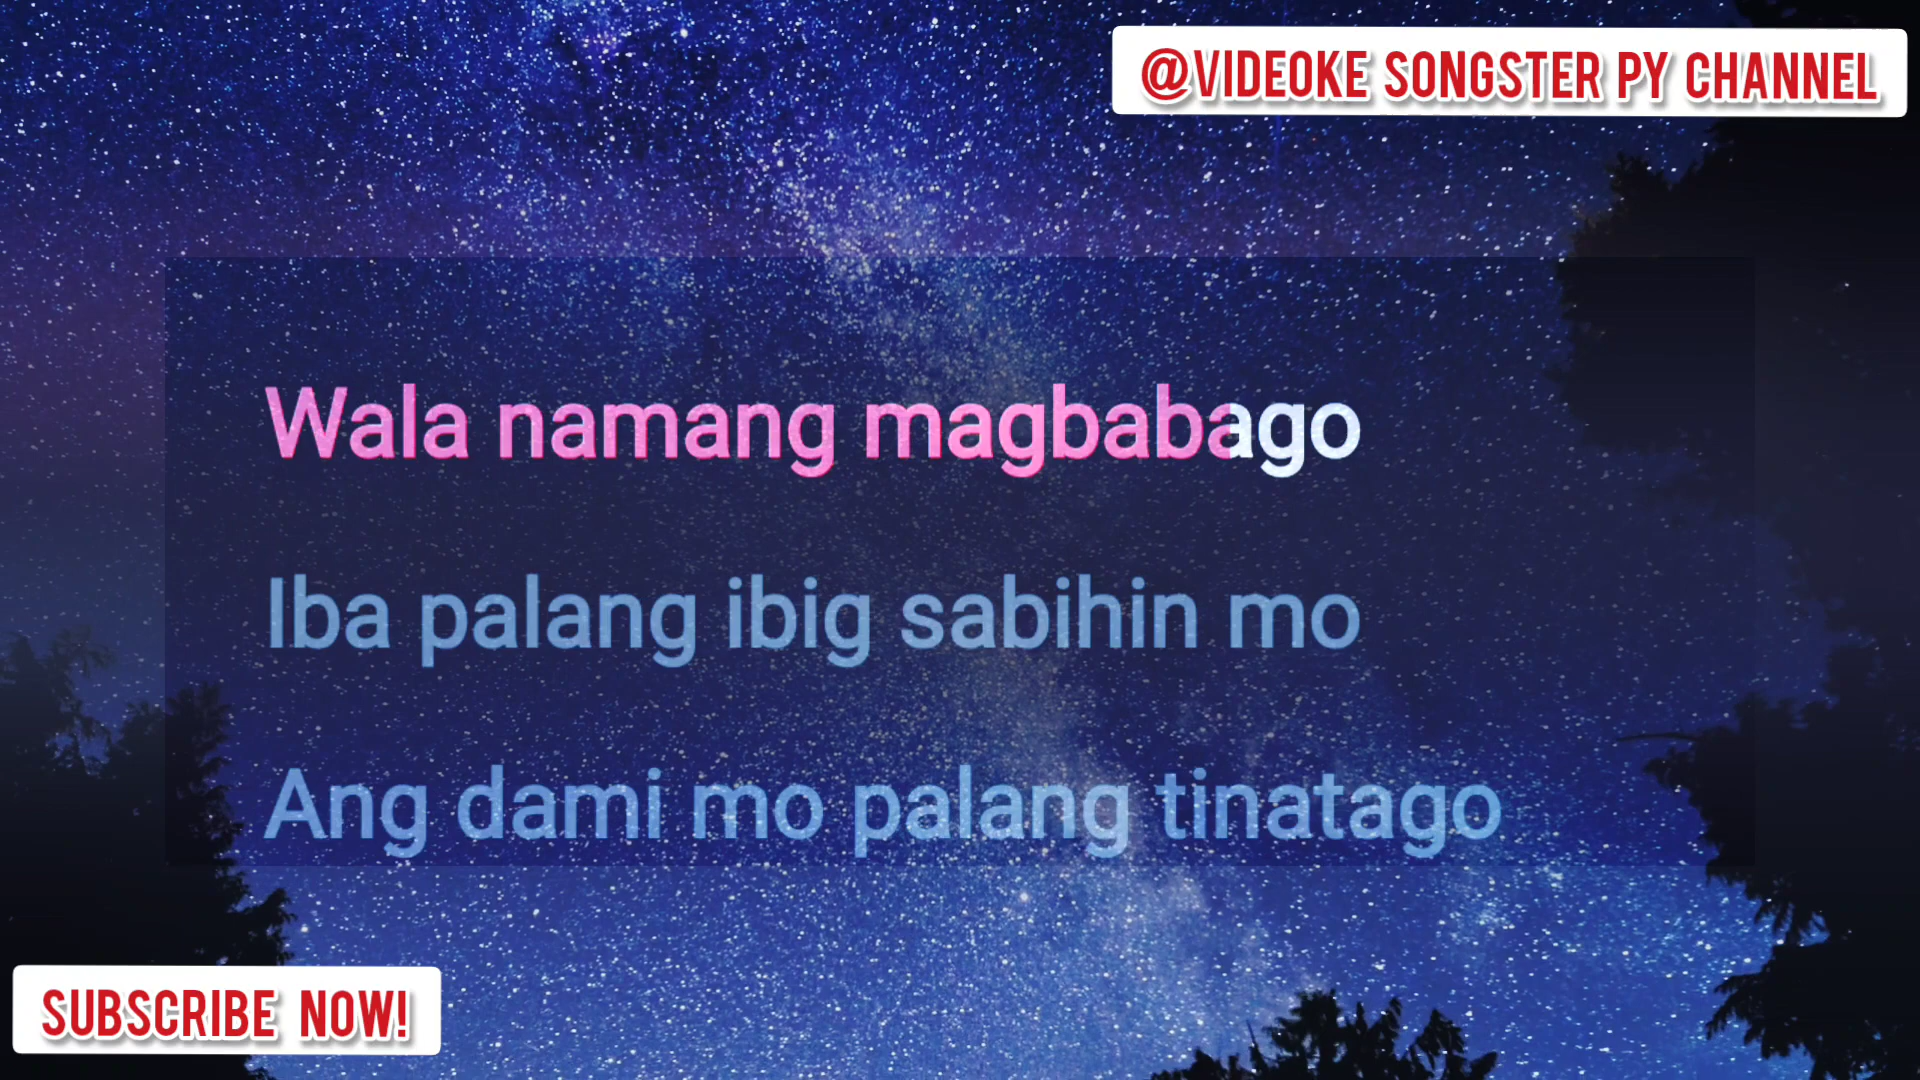 @VIDEOKE SONGSTER PY CHANNEL
Wala namang magbabago
Iba palang ibig sabihin mo
Ang dami mo palang tinatago
SUBSCRIBE NOW!